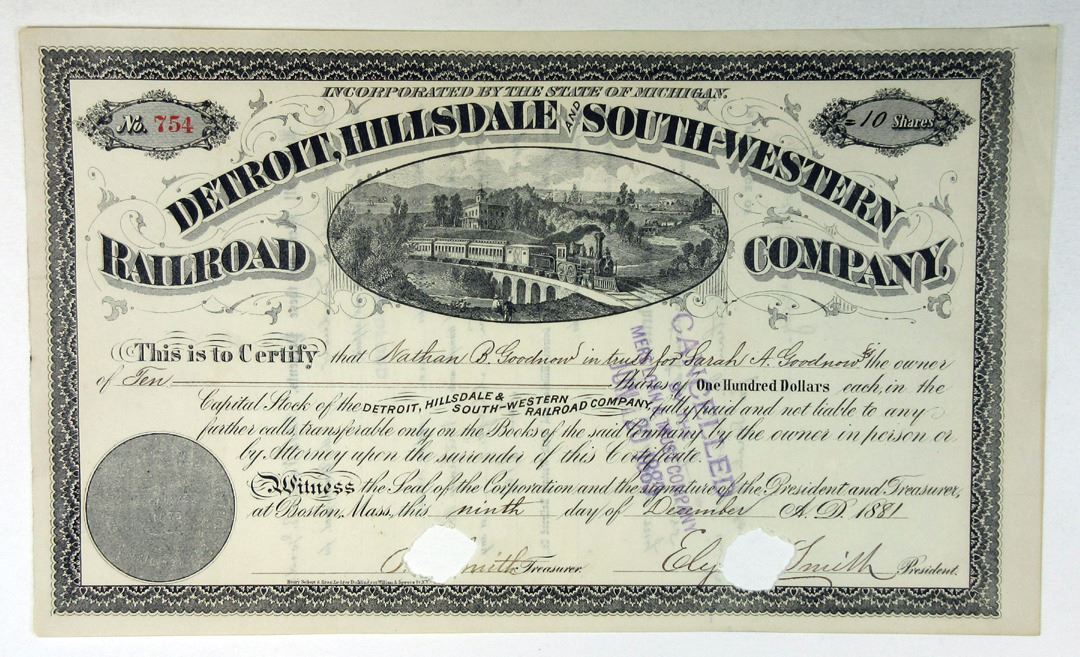 INCORPORATED BY THE STATE OF MICHIGAN.
No. 754
=10 Shares
DETROIT, HILLSDALE AND SOUTH-WESTERN
RAILROAD COMPANY,
This is to Certify that Nathan B. Goodnow in trust for Sarah A. Goodnow is the owner
of Ten Shares of One Hundred Dollars each, in the
Capital Stock of the DETROIT, HILLSDALE & SOUTH-WESTERN RAILROAD COMPANY, fully paid and not liable to any
further calls, transferable only on the Books of the said Company by the owner in person or
by Attorney upon the surrender of this Certificate.
Witness the Seal of the Corporation and the signature of the President and Treasurer,
at Boston, Mass., this ninth day of December A.D. 1881
Smith Treasurer.
Smith President.
CANCELLED